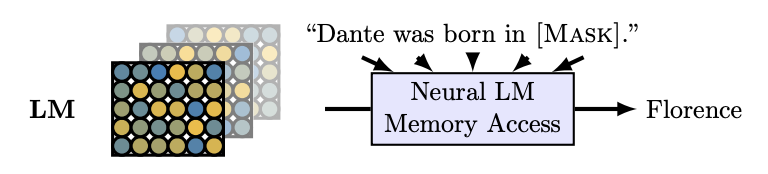 “Dante was born in [MASK].”
LM
Neural LM
Memory Access
Florence